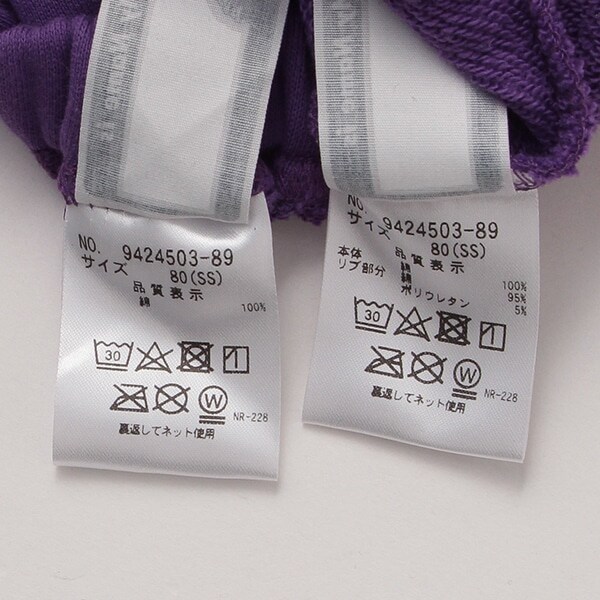 NO. 9424503-89
サイズ 80(SS)
品質表示
綿 100%
30
W
NR-228
裏返してネット使用
NO. 9424503-89
サイズ 80(SS)
品質表示
本体 綿 100%
リブ部分 綿 95%
ポリウレタン 5%
30
W
NR-228
裏返してネット使用